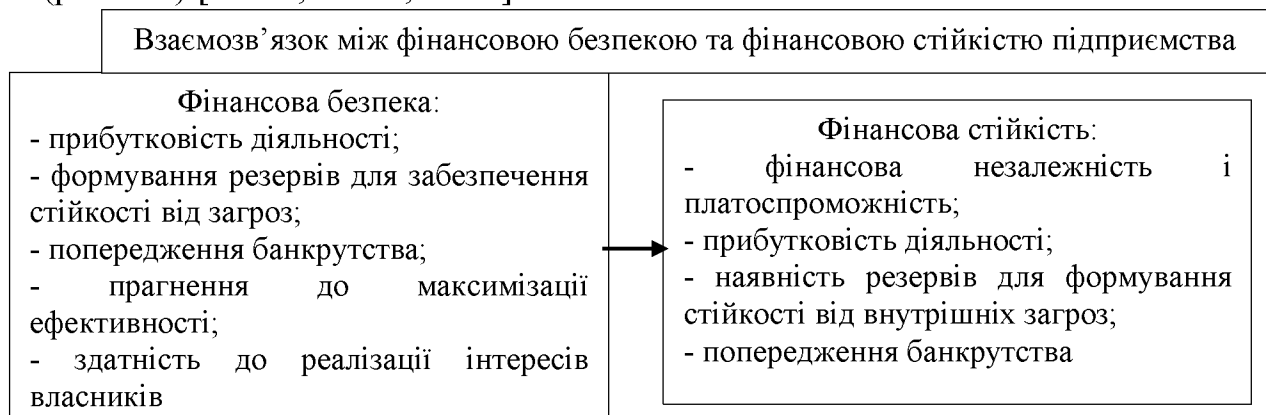 Взаємозв’язок між фінансовою безпекою та фінансовою стійкістю підприємства
Фінансова безпека:
- прибутковість діяльності;
- формування резервів для забезпечення
стійкості від загроз;
- попередження банкрутства;
- прагнення до максимізації
ефективності;
- здатність до реалізації інтересів
власників
Фінансова стійкість:
- фінансова незалежність і
платоспроможність;
- прибутковість діяльності;
- наявність резервів для формування
стійкості від внутрішніх загроз;
- попередження банкрутства